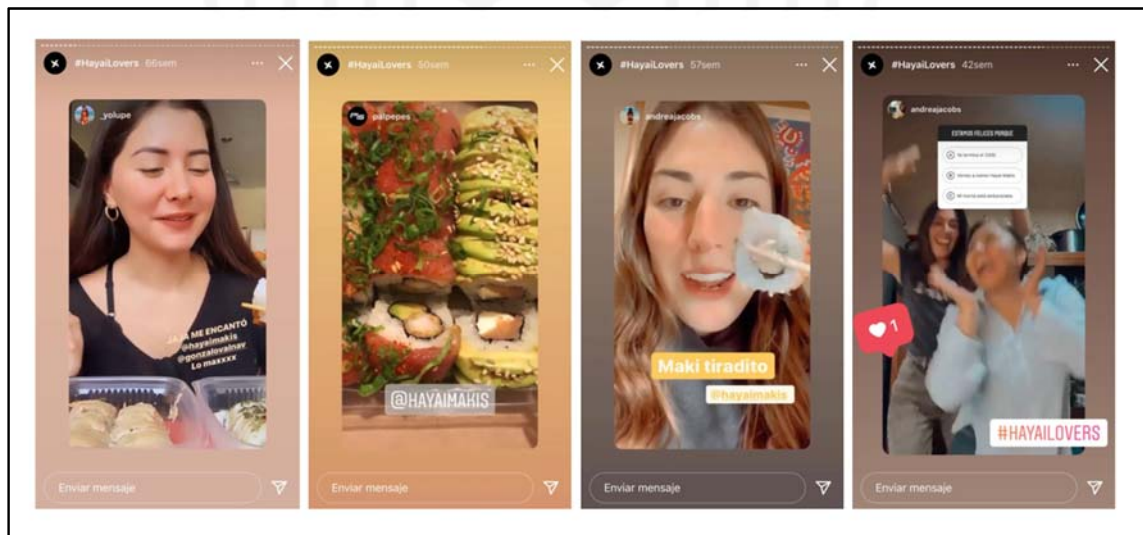 #HayaiLovers 66sem
_yolupe
JAJA ME ENCANTÓ
@hayaimakis
@gonzalovalnav
Lo maxxxx
Enviar mensaje
#HayaiLovers 50sem
palpepes
@HAYAIMAKIS
Enviar mensaje
#HayaiLovers 57sem
andreajacobs
Maki tiradito
@hayaimakis
Enviar mensaje
#HayaiLovers 42sem
andreajacobs
ESTAMOS FELICES PORQUE
A
B
C
1
#HAYAILOVERS
Enviar mensaje